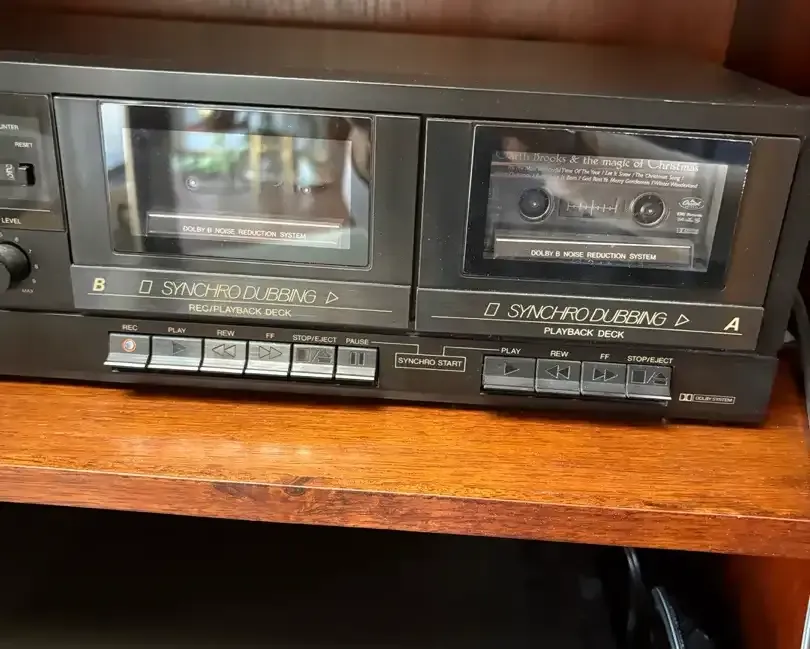 UNTER
RESET
LEVEL
MAX
DOLBY B NOISE REDUCTION SYSTEM
B SYNCHRO DUBBING
REC/PLAYBACK DECK
Garth Brooks & the magic of Christmas
DOLBY B NOISE REDUCTION SYSTEM
SYNCHRO DUBBING A
PLAYBACK DECK
REC PLAY REW FF STOP/EJECT PAUSE
SYNCHRO START
PLAY REW FF STOP/EJECT
DOLBY SYSTEM